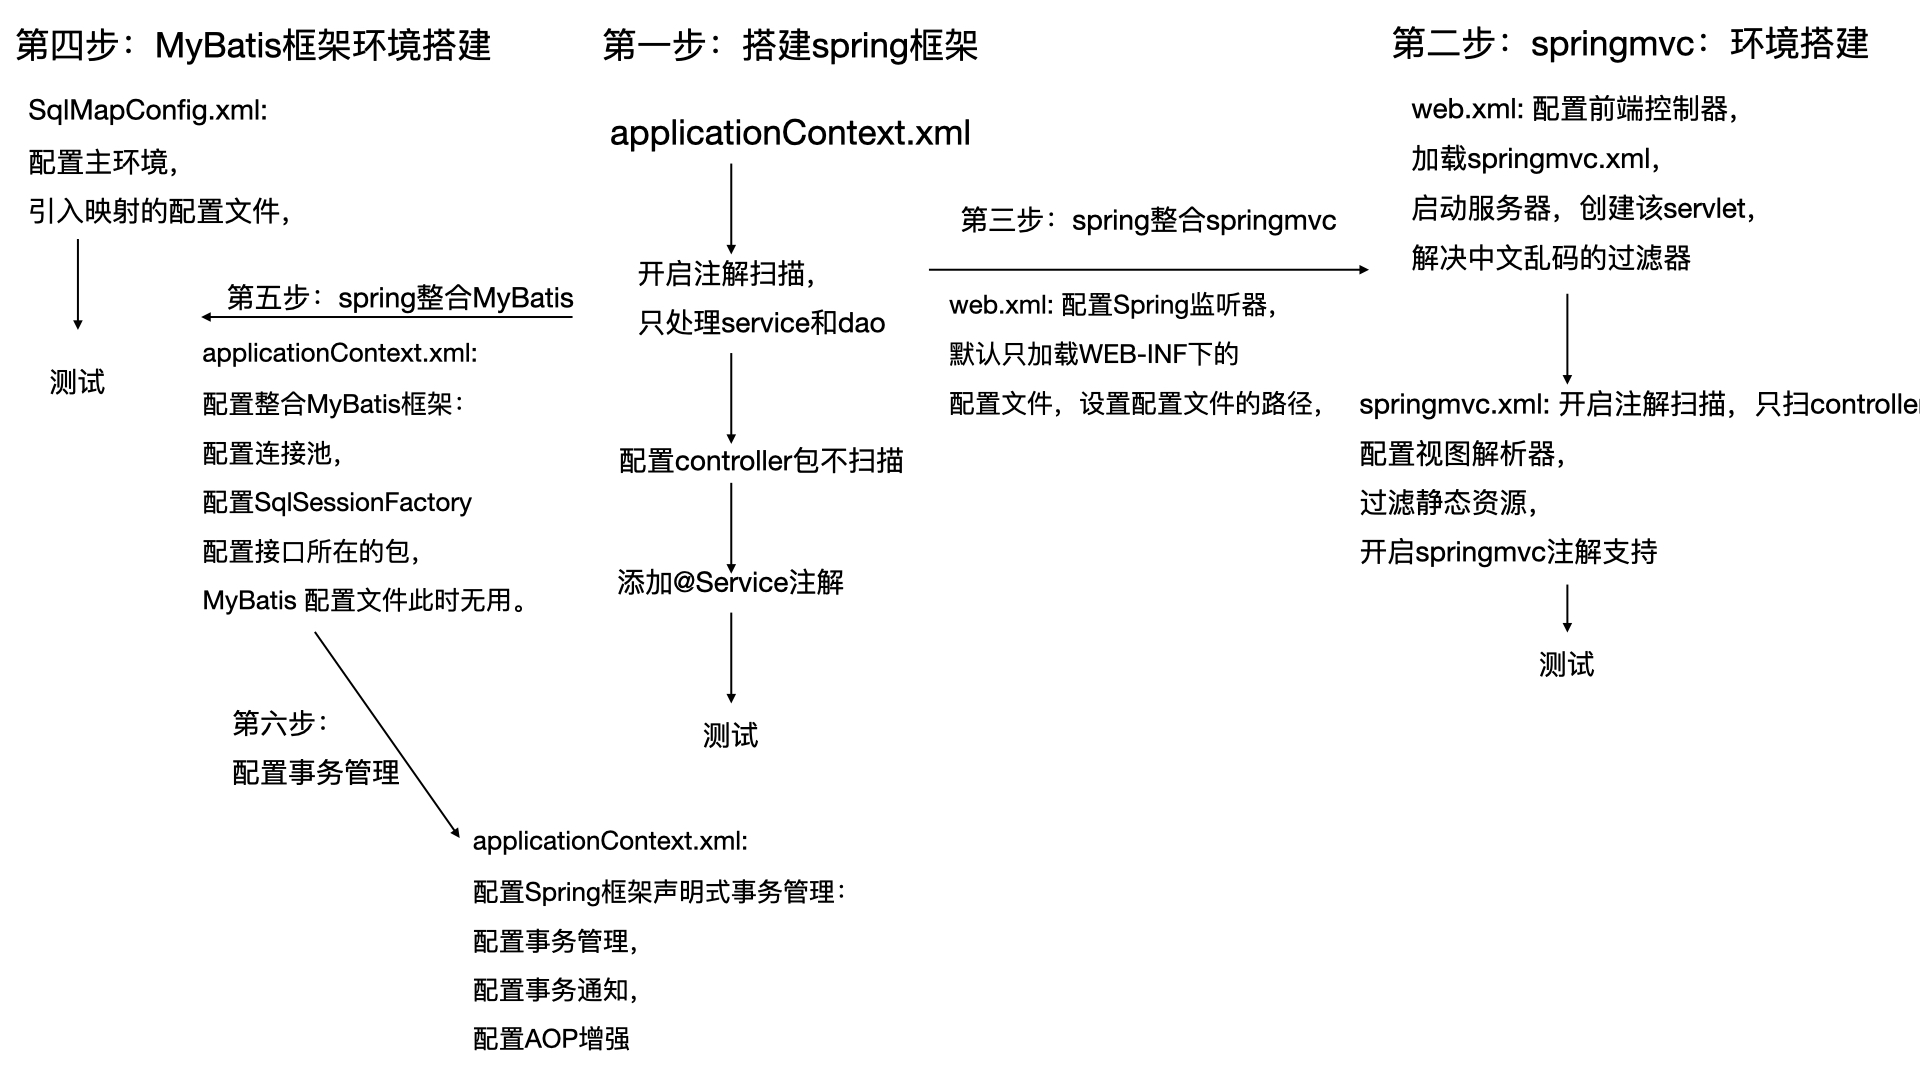 第四步：MyBatis框架环境搭建
SqlMapConfig.xml:
配置主环境，
引入映射的配置文件，
测试
第一步：搭建spring框架
applicationContext.xml
开启注解扫描，
只处理service和dao
配置controller包不扫描
添加@Service注解
测试
第二步：springmvc：环境搭建
web.xml: 配置前端控制器，
加载springmvc.xml，
启动服务器，创建该servlet，
解决中文乱码的过滤器
springmvc.xml: 开启注解扫描，只扫controller
配置视图解析器，
过滤静态资源，
开启springmvc注解支持
测试
第三步：spring整合springmvc
web.xml: 配置Spring监听器，
默认只加载WEB-INF下的
配置文件，设置配置文件的路径，
第五步：spring整合MyBatis
applicationContext.xml:
配置整合MyBatis框架：
配置连接池，
配置SqlSessionFactory
配置接口所在的包，
MyBatis 配置文件此时无用。
第六步：
配置事务管理
applicationContext.xml:
配置Spring框架声明式事务管理：
配置事务管理，
配置事务通知，
配置AOP增强